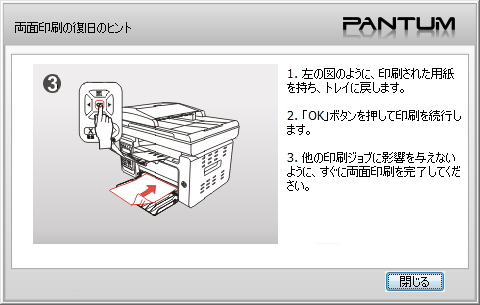 両面印刷の復旧のヒント
PANTUM
3
1. 左の図のように、印刷された用紙
を持ち、トレイに戻します。
2. 「OK」ボタンを押して印刷を続行し
ます。
3. 他の印刷ジョブに影響を与えない
ように、すぐに両面印刷を完了してくだ
さい。
閉じる